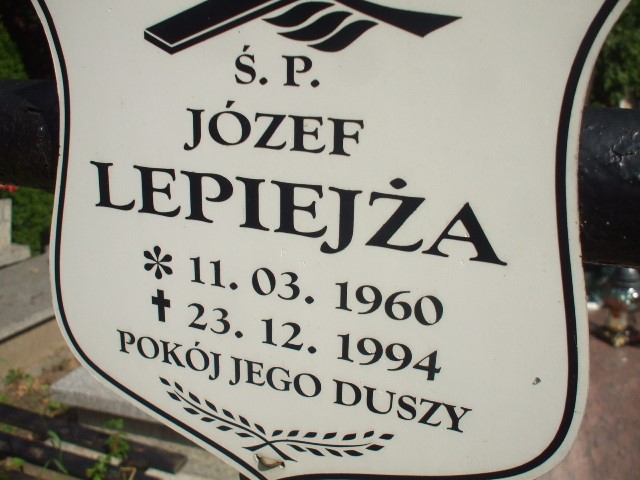 Ś. P.
JÓZEF
LEPIEJŻA
* 11. 03. 1960
✝ 23. 12. 1994
POKÓJ JEGO DUSZY